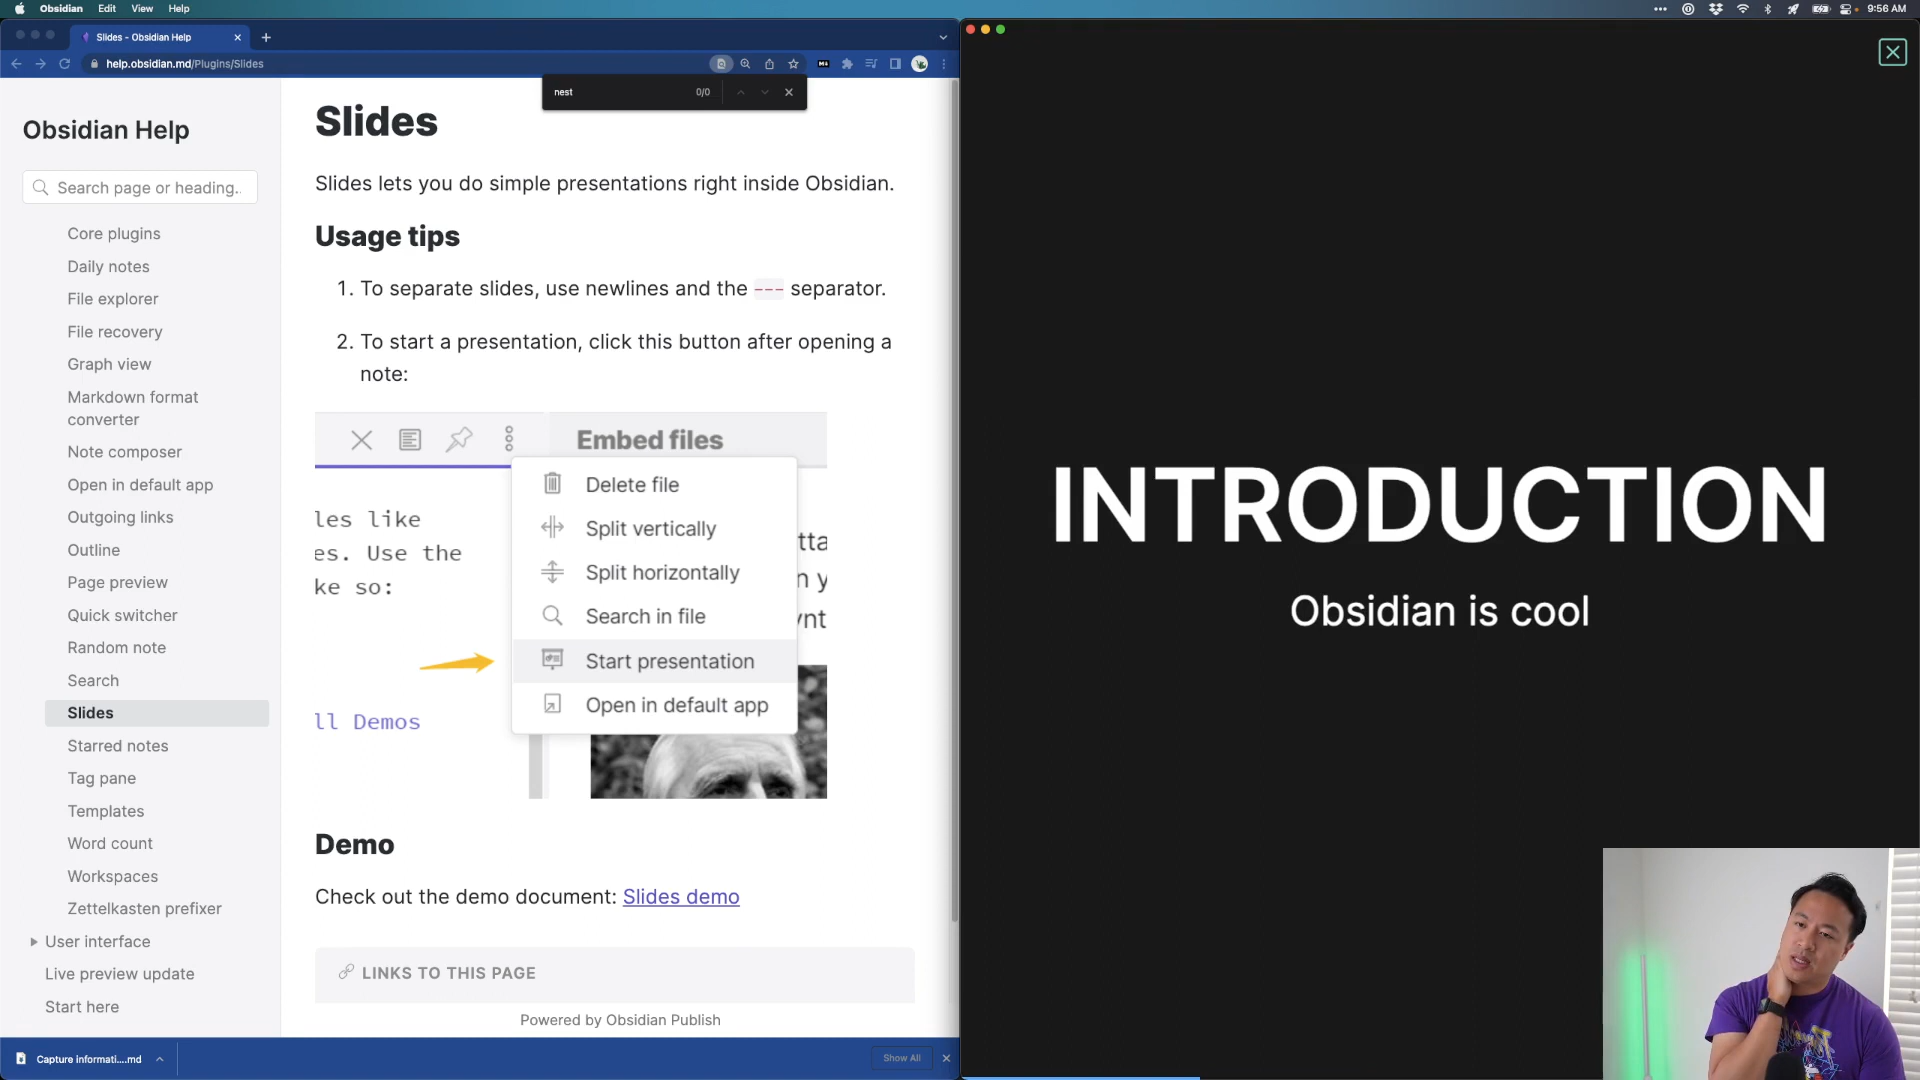 Obsidian Edit View Help
9:56 AM
Slides - Obsidian Help
help.obsidian.md/Plugins/Slides
nest 0/0
Obsidian Help
Search page or heading..
Core plugins
Daily notes
File explorer
File recovery
Graph view
Markdown format
converter
Note composer
Open in default app
Outgoing links
Outline
Page preview
Quick switcher
Random note
Search
Slides
Starred notes
Tag pane
Templates
Word count
Workspaces
Zettelkasten prefixer
User interface
Live preview update
Start here
Slides
Slides lets you do simple presentations right inside Obsidian.
Usage tips
1. To separate slides, use newlines and the --- separator.
2. To start a presentation, click this button after opening a
note:
Embed files
Delete file
Split vertically
Split horizontally
Search in file
Start presentation
Open in default app
les like
es. Use the
ke so:
ll Demos
tta
n y
nt
Demo
Check out the demo document: Slides demo
LINKS TO THIS PAGE
Powered by Obsidian Publish
Capture informati....md
Show All
INTRODUCTION
Obsidian is cool